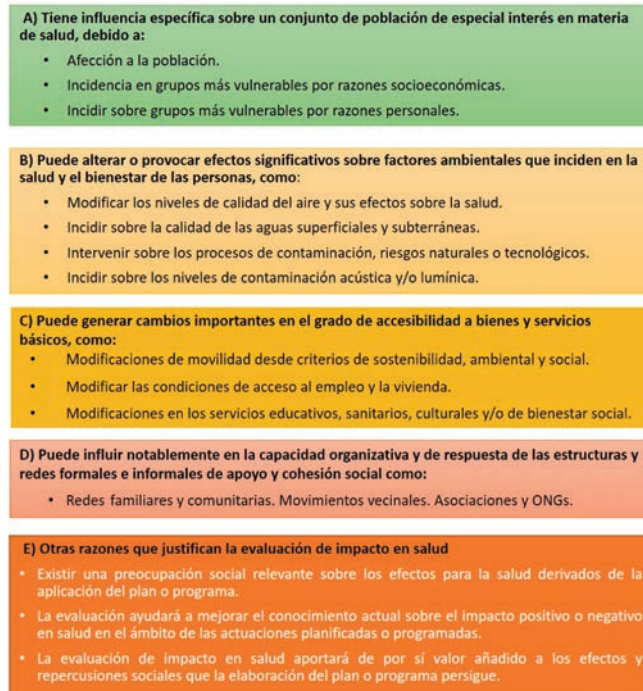 A) Tiene influencia específica sobre un conjunto de población de especial interés en materia
de salud, debido a:
• Afección a la población.
• Incidencia en grupos más vulnerables por razones socioeconómicas.
• Incidir sobre grupos más vulnerables por razones personales.
B) Puede alterar o provocar efectos significativos sobre factores ambientales que inciden en la
salud y el bienestar de las personas, como:
• Modificar los niveles de calidad del aire y sus efectos sobre la salud.
• Incidir sobre la calidad de las aguas superficiales y subterráneas.
• Intervenir sobre los procesos de contaminación, riesgos naturales o tecnológicos.
• Incidir sobre los niveles de contaminación acústica y/o lumínica.
C) Puede generar cambios importantes en el grado de accesibilidad a bienes y servicios
básicos, como:
• Modificaciones de movilidad desde criterios de sostenibilidad, ambiental y social.
• Modificar las condiciones de acceso al empleo y la vivienda.
• Modificaciones en los servicios educativos, sanitarios, culturales y/o de bienestar social.
D) Puede influir notablemente en la capacidad organizativa y de respuesta de las estructuras y
redes formales e informales de apoyo y cohesión social como:
• Redes familiares y comunitarias. Movimientos vecinales. Asociaciones y ONGs.
E) Otras razones que justifican la evaluación de impacto en salud
• Existir una preocupación social relevante sobre los efectos para la salud derivados de la
aplicación del plan o programa.
• La evaluación ayudará a mejorar el conocimiento actual sobre el impacto positivo o negativo
en salud en el ámbito de las actuaciones planificadas o programadas.
• La evaluación de impacto en salud aportará de por sí valor añadido a los efectos y
repercusiones sociales que la elaboración del plan o programa persigue.